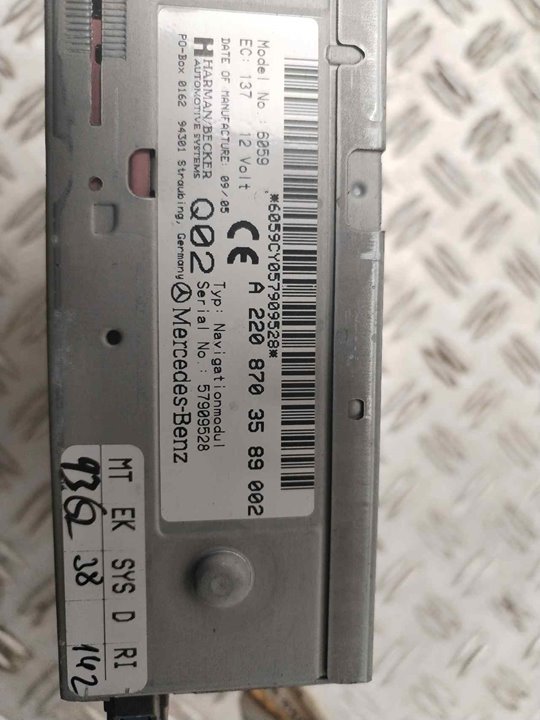 *6059CY057909528*
Model No.: 6059
EC: 137 12 Volt
CE A 220 870 35 89 002
DATE OF MANUFACTURE: 09/05
HARMAN/BECKER
AUTOMOTIVE SYSTEMS
Q02
Typ: Navigationmodul
Serial No.: 57909528
PO-Box 0162 94301 Straubing, Germany
Mercedes-Benz
MT EK SYS D RI
38 142